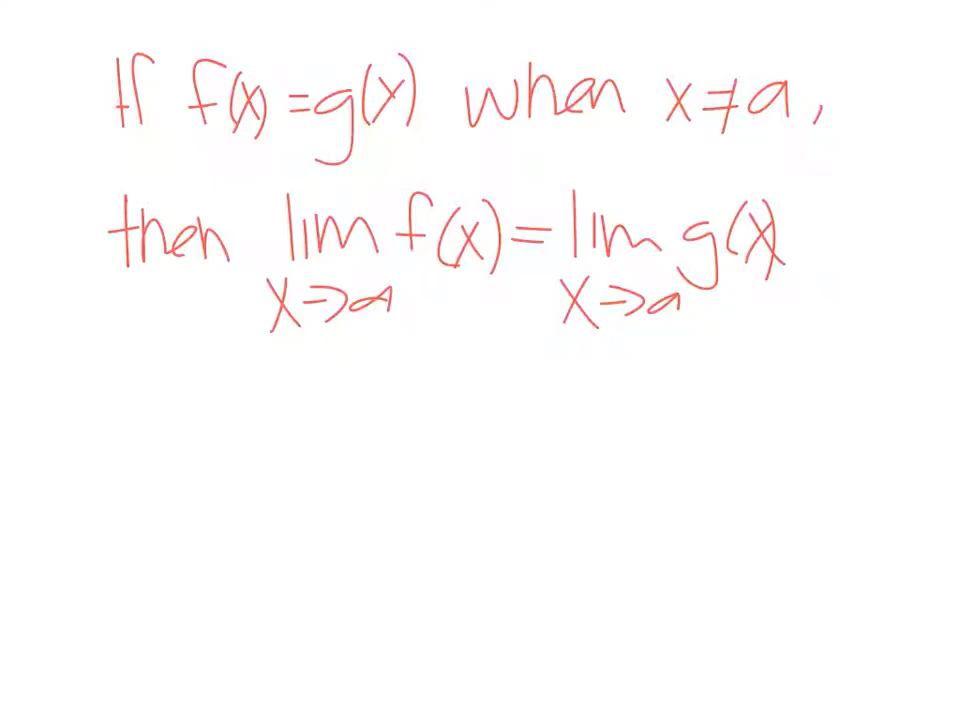 If f(x) = g(x) when x ≠ a,
then lim f(x) = lim g(x)
x→a x→a